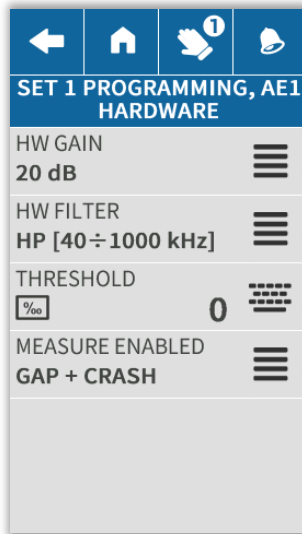 1
SET 1 PROGRAMMING, AE1
HARDWARE
HW GAIN
20 dB
HW FILTER
HP [40÷1000 kHz]
THRESHOLD
‰ 0
MEASURE ENABLED
GAP + CRASH